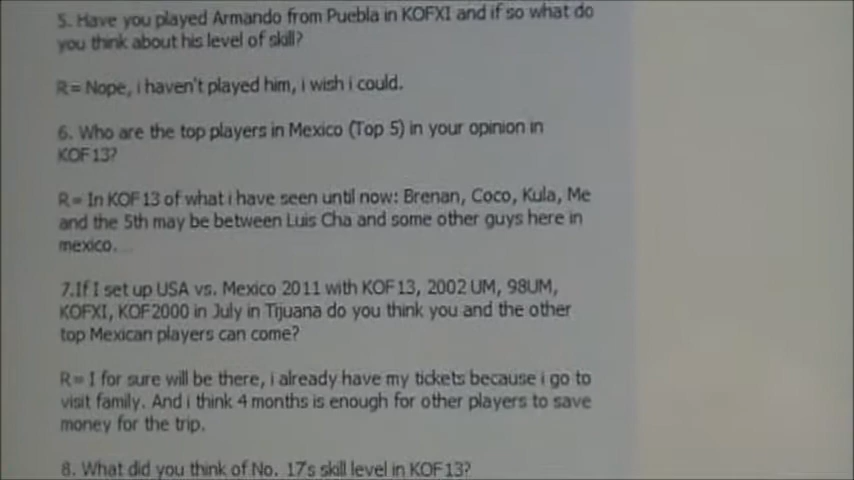 5. Have you played Armando from Puebla in KOFXI and if so what do
you think about his level of skill?
R= Nope, i haven't played him, i wish i could.
6. Who are the top players in Mexico (Top 5) in your opinion in
KOF13?
R= In KOF13 of what i have seen until now: Brenan, Coco, Kula, Me
and the 5th may be between Luis Cha and some other guys here in
mexico...
7.If I set up USA vs. Mexico 2011 with KOF13, 2002 UM, 98UM,
KOFXI, KOF2000 in July in Tijuana do you think you and the other
top Mexican players can come?
R= I for sure will be there, i already have my tickets because i go to
visit family. And i think 4 months is enough for other players to save
money for the trip.
8. What did you think of No. 17's skill level in KOF13?